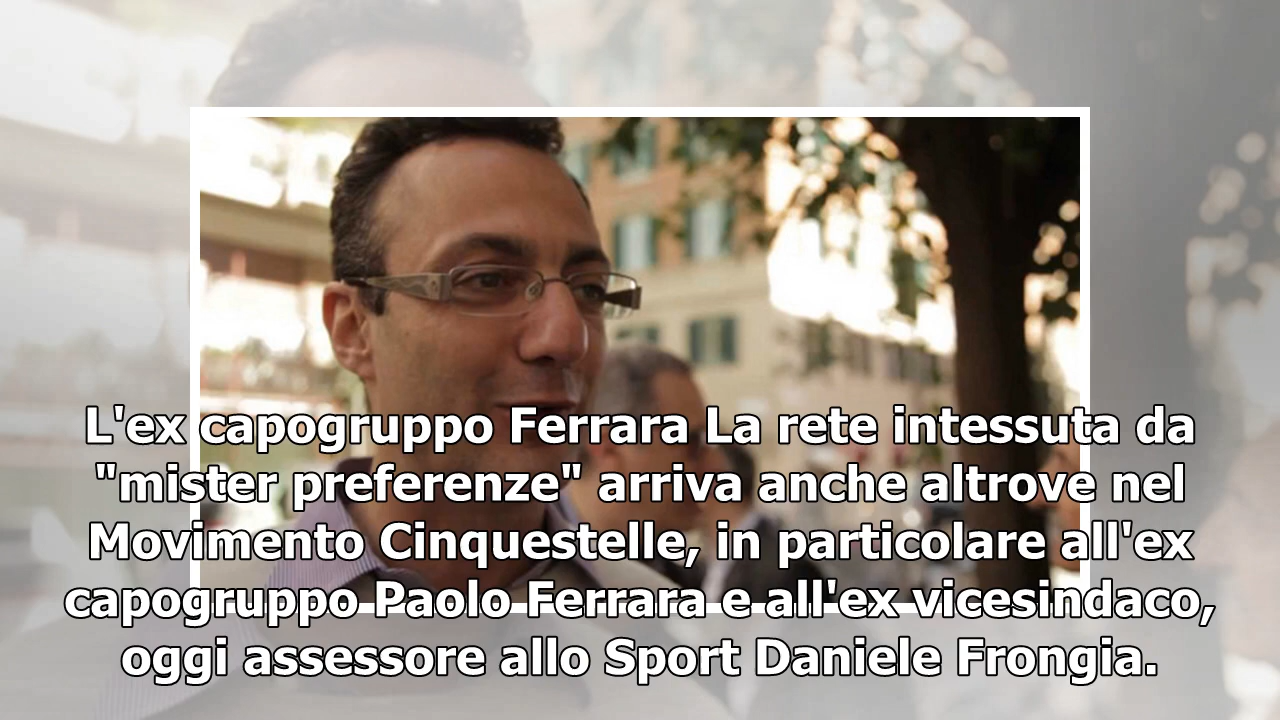 L'ex capogruppo Ferrara La rete intessuta da
"mister preferenze" arriva anche altrove nel
Movimento Cinquestelle, in particolare all'ex
capogruppo Paolo Ferrara e all'ex vicesindaco,
oggi assessore allo Sport Daniele Frongia.